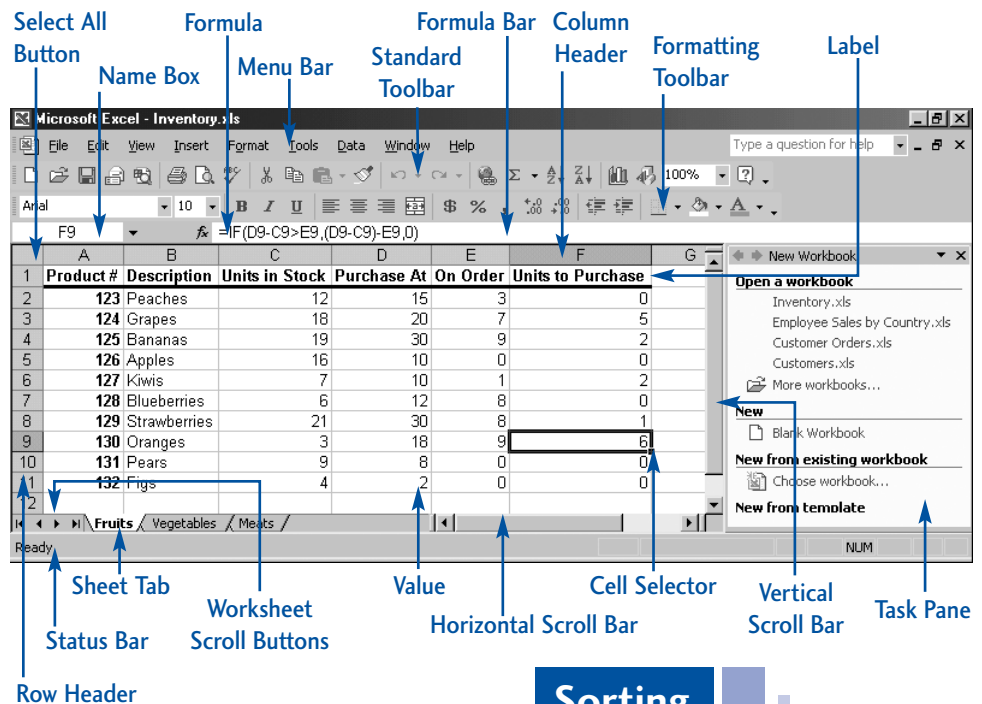 Select All Button
Formula
Formula Bar
Column Header
Label
Name Box
Menu Bar
Standard Toolbar
Formatting Toolbar
Microsoft Excel - Inventory.xls
File Edit View Insert Format Tools Data Window Help
Type a question for help
100%
Arial 10 B I U $ % ,
F9 fx =IF(D9-C9>E9,(D9-C9)-E9,0)
A B C D E F G
1 Product # Description Units in Stock Purchase At On Order Units to Purchase
2 123 Peaches 12 15 3 0
3 124 Grapes 18 20 7 5
4 125 Bananas 19 30 9 2
5 126 Apples 16 10 0 0
6 127 Kiwis 7 10 1 2
7 128 Blueberries 6 12 8 0
8 129 Strawberries 21 30 8 1
9 130 Oranges 3 18 9 6
10 131 Pears 9 8 0 0
11 132 Figs 4 2 0 0
12
Fruits Vegetables Meats
Ready
NUM
New Workbook
Open a workbook
Inventory.xls
Employee Sales by Country.xls
Customer Orders.xls
Customers.xls
More workbooks...
New
Blank Workbook
New from existing workbook
Choose workbook...
New from template
Sheet Tab
Value
Cell Selector
Vertical Scroll Bar
Task Pane
Worksheet Scroll Buttons
Horizontal Scroll Bar
Status Bar
Row Header
Sorting